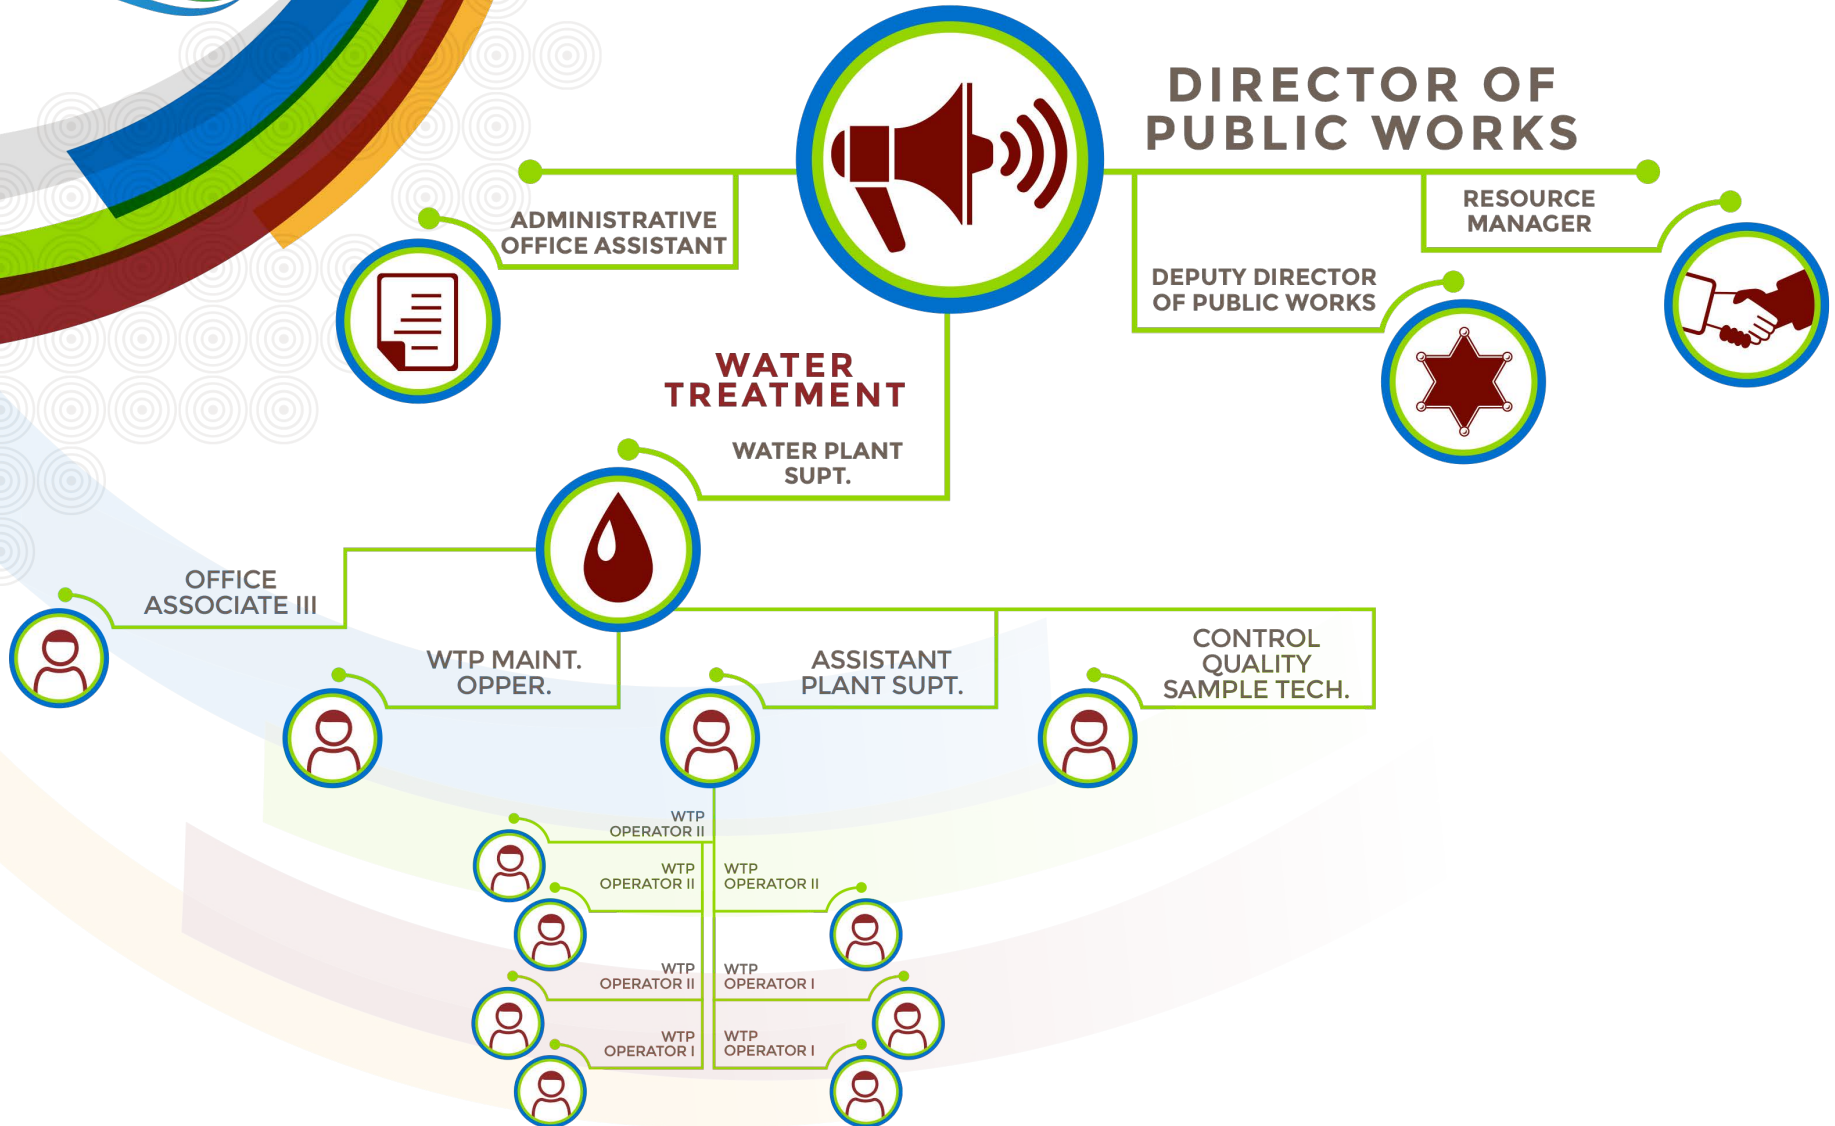 DIRECTOR OF
PUBLIC WORKS
ADMINISTRATIVE
OFFICE ASSISTANT
RESOURCE
MANAGER
DEPUTY DIRECTOR
OF PUBLIC WORKS
WATER
TREATMENT
WATER PLANT
SUPT.
OFFICE
ASSOCIATE III
WTP MAINT.
OPPER.
ASSISTANT
PLANT SUPT.
CONTROL
QUALITY
SAMPLE TECH.
WTP
OPERATOR II
WTP
OPERATOR II
WTP
OPERATOR II
WTP
OPERATOR II
WTP
OPERATOR I
WTP
OPERATOR I
WTP
OPERATOR I